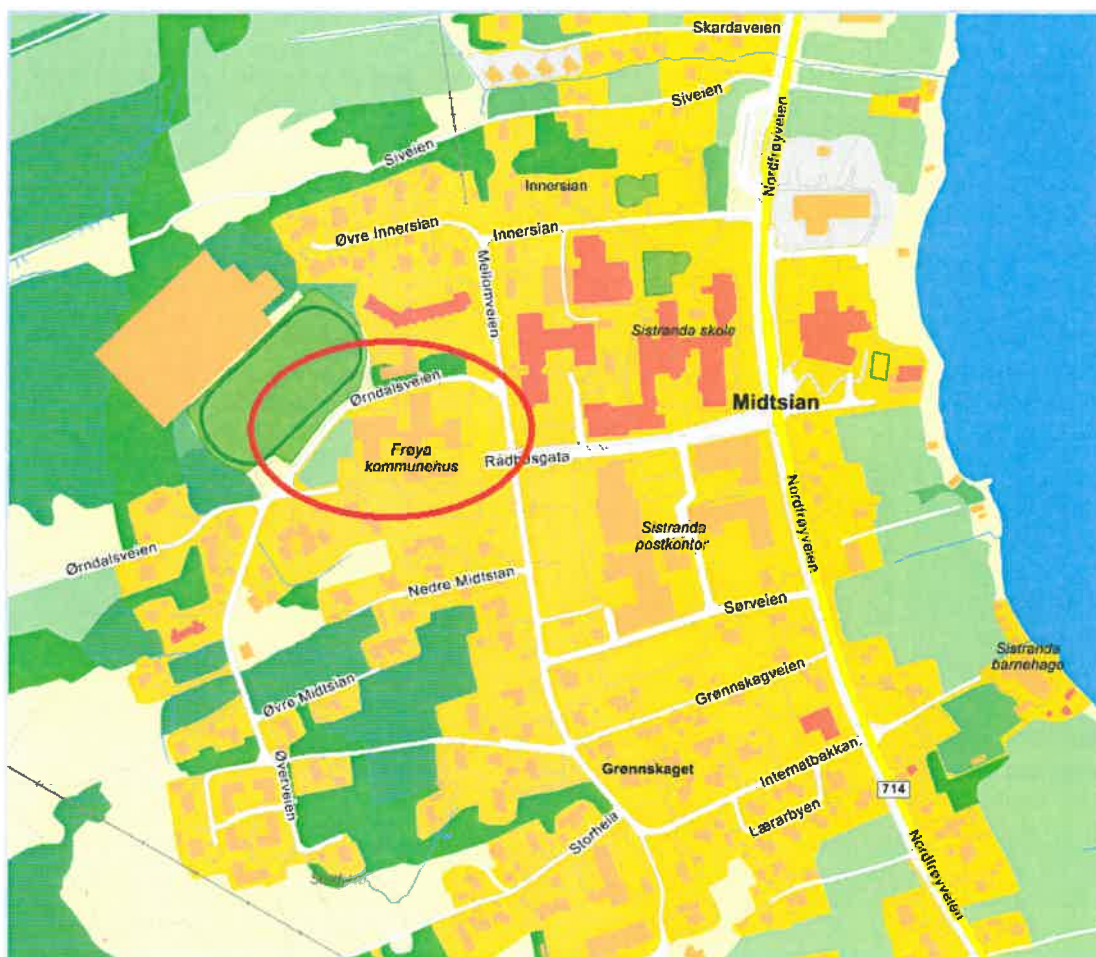 Skardaveien
Siveien
Nordfrøyveien
Siveien
Innersian
Øvre Innersian
Innersian
Mellomveien
Sistranda skole
Ørndalsveien
Midtsian
Frøya
kommunehus
Rådhusgata
Nordfrøyveien
Sistranda
postkontor
Ørndalsveien
Nedre Midtsian
Sørveien
Sistranda
barnehage
Øvre Midtsian
Grønnskagveien
Øverveien
Grønnskaget
Internatbakkan
714
Lærarbyen
Storheia
Nordfrøyveien